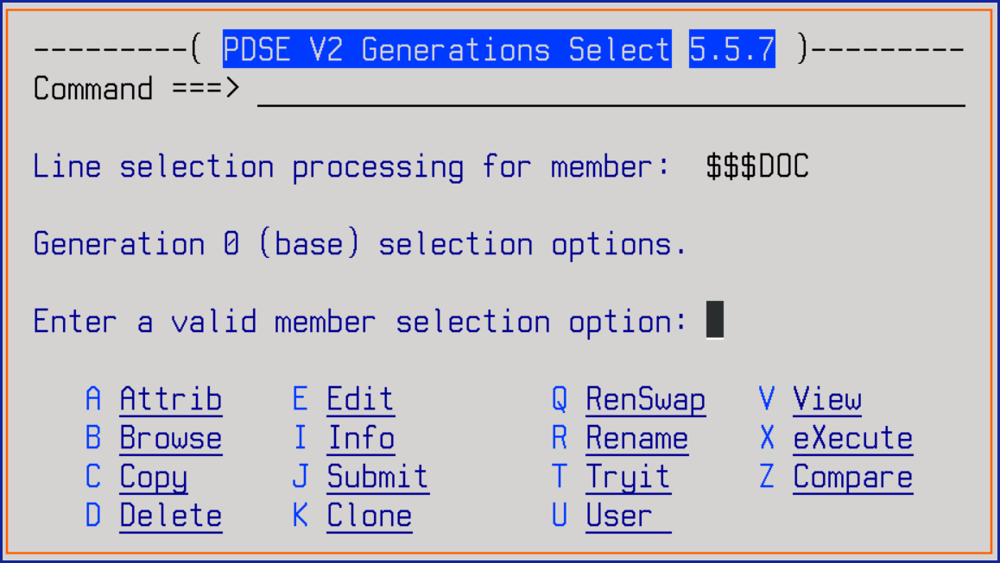 ---------( PDSE V2 Generations Select 5.5.7 )---------
Command ===>
Line selection processing for member: $$$DOC
Generation 0 (base) selection options.
Enter a valid member selection option:
A Attrib E Edit Q RenSwap V View
B Browse I Info R Rename X eXecute
C Copy J Submit T Tryit Z Compare
D Delete K Clone U User